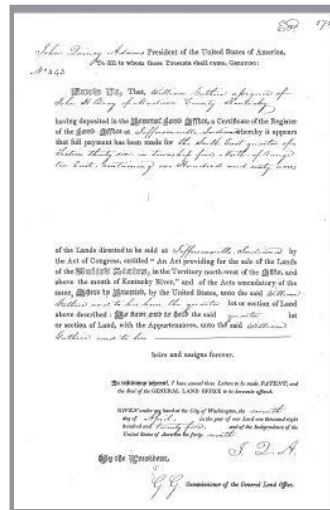 John Quincy Adams President of the United States of America,
To all to whom these Presents shall come, GREETING:
No 243
Know Ye, That, William Guthrie assignee of
John H Bray of Madison County Kentucky
having deposited in the General Land Office, a Certificate of the Register
of the Land Office at Jeffersonville Indiana whereby it appears
that full payment has been made for the South East quarter of
Section thirty six in township five North of Range
two East, containing one Hundred and sixty acres
of the Lands directed to be sold at Jeffersonville, Indiana by
the Act of Congress, entitled "An Act providing for the sale of the Lands
of the United States, in the Territory north-west of the Ohio, and
above the mouth of Kentucky River," and of the Acts amendatory of the
same, There is Granted, by the United States, unto the said William
Guthrie and to his heirs the quarter lot or section of Land
above described: To have and to hold the said quarter lot
or section of Land, with the Appurtenances, unto the said William
Guthrie and to his
heirs and assigns forever.
In testimony whereof, I have caused these Letters to be made PATENT, and
the Seal of the GENERAL LAND OFFICE to be hereunto affixed.
GIVEN under my hand at the City of Washington, the seventh
day of April, in the year of our Lord one thousand eight
hundred and twenty five and of the Independence of the
United States of America the forty-ninth
J. Q. A.
By the President,
G G Commissioner of the General Land Office.